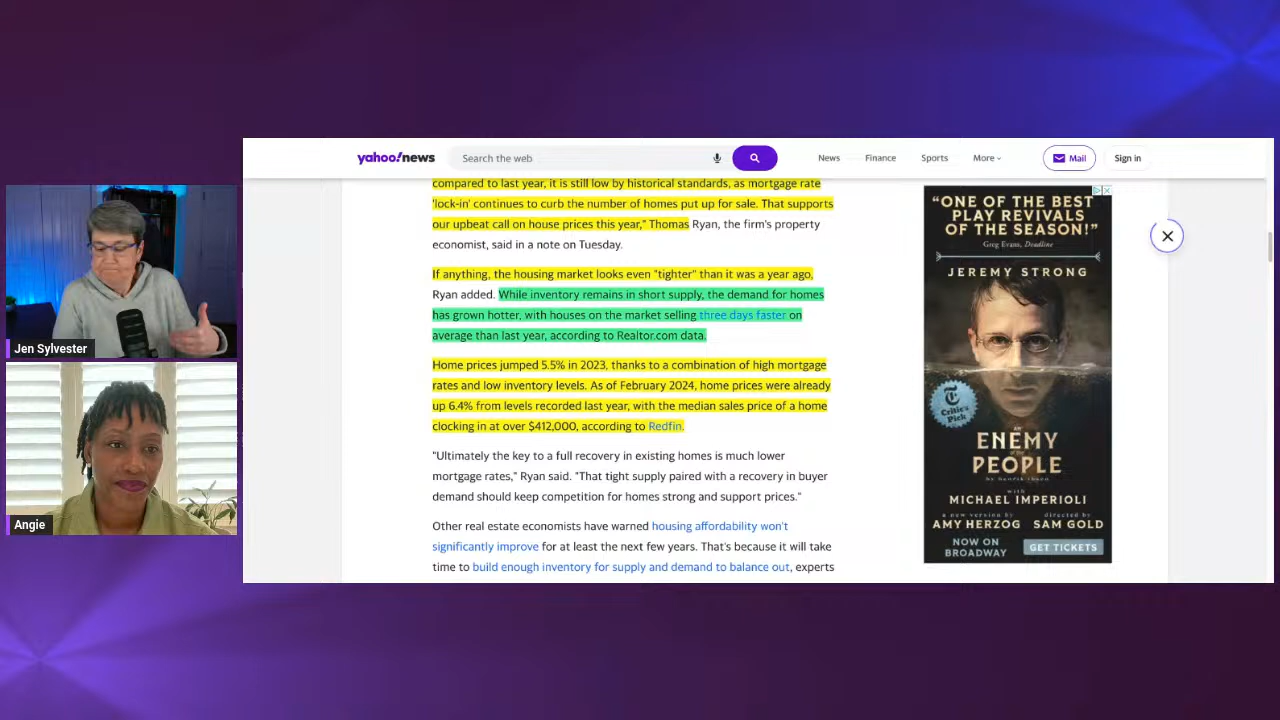 yahoo!news
Search the web
News
Finance
Sports
More
Mail
Sign in
compared to last year, it is still low by historical standards, as mortgage rate
'lock-in' continues to curb the number of homes put up for sale. That supports
our upbeat call on house prices this year," Thomas Ryan, the firm's property
economist, said in a note on Tuesday.
If anything, the housing market looks even "tighter" than it was a year ago,
Ryan added. While inventory remains in short supply, the demand for homes
has grown hotter, with houses on the market selling three days faster on
average than last year, according to Realtor.com data.
Home prices jumped 5.5% in 2023, thanks to a combination of high mortgage
rates and low inventory levels. As of February 2024, home prices were already
up 6.4% from levels recorded last year, with the median sales price of a home
clocking in at over $412,000, according to Redfin.
"Ultimately the key to a full recovery in existing homes is much lower
mortgage rates," Ryan said. "That tight supply paired with a recovery in buyer
demand should keep competition for homes strong and support prices."
Other real estate economists have warned housing affordability won't
significantly improve for at least the next few years. That's because it will take
time to build enough inventory for supply and demand to balance out, experts
"ONE OF THE BEST
PLAY REVIVALS
OF THE SEASON!"
Greg Evans, Deadline
JEREMY STRONG
Critic's
Pick
AN
ENEMY
of the
PEOPLE
by Henrik Ibsen
with
MICHAEL IMPERIOLI
a new version by
AMY HERZOG
directed by
SAM GOLD
NOW ON
BROADWAY
GET TICKETS
Jen Sylvester
Angie